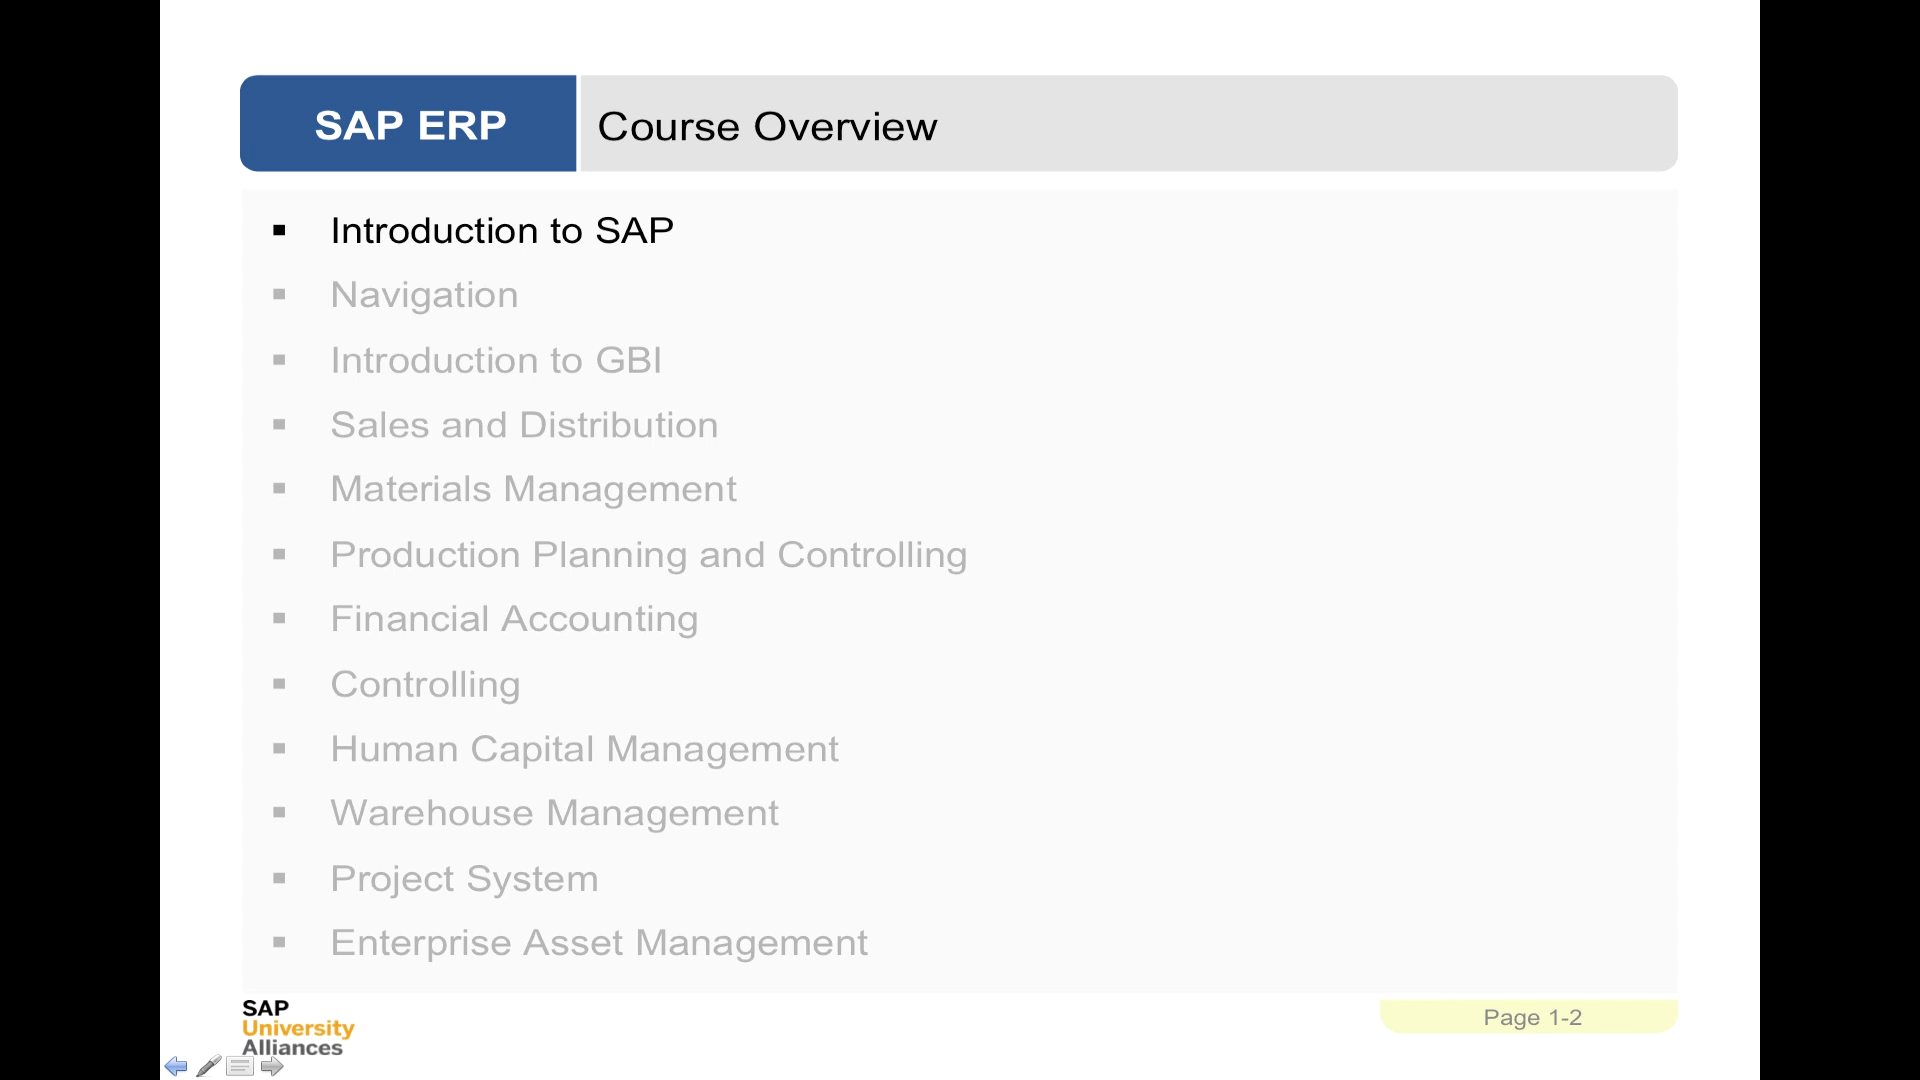 SAP ERP
Course Overview
▪ Introduction to SAP
▪ Navigation
▪ Introduction to GBI
▪ Sales and Distribution
▪ Materials Management
▪ Production Planning and Controlling
▪ Financial Accounting
▪ Controlling
▪ Human Capital Management
▪ Warehouse Management
▪ Project System
▪ Enterprise Asset Management
SAP
University
Alliances
Page 1-2